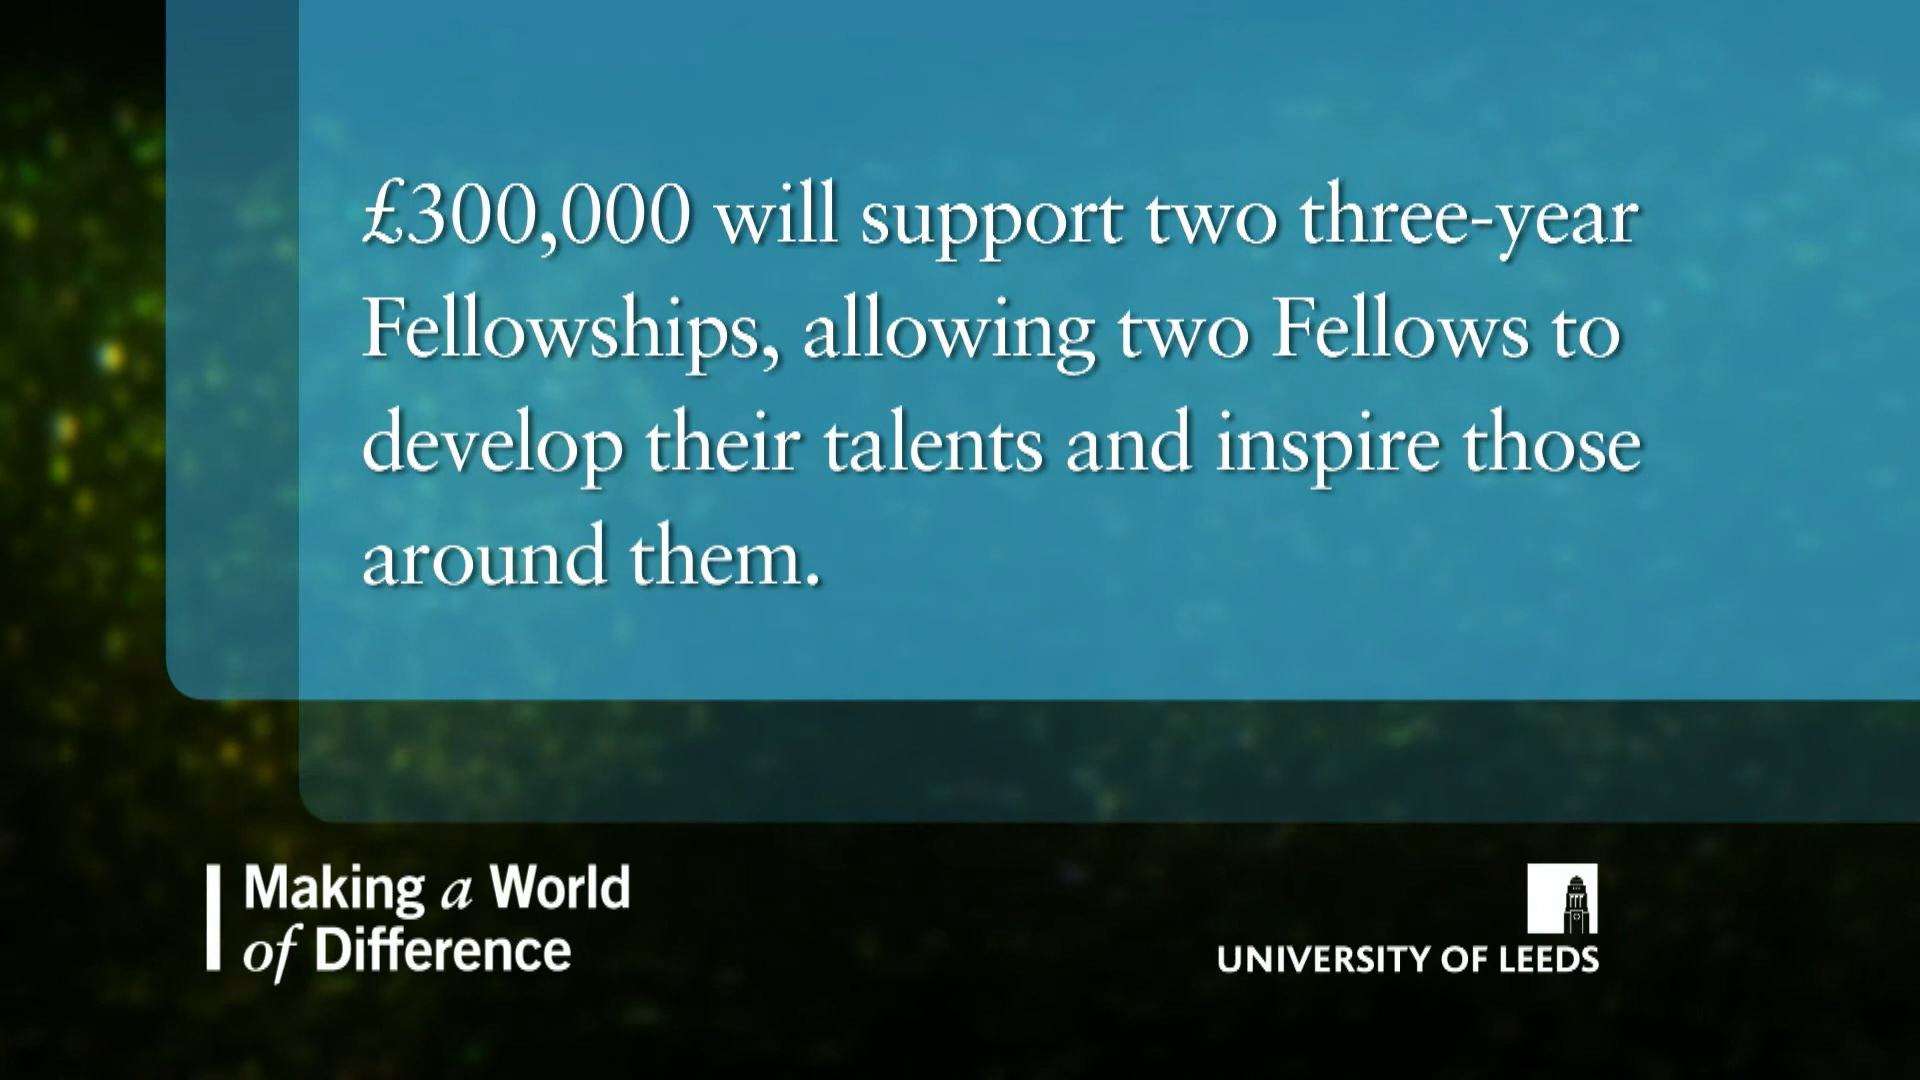 £300,000 will support two three-year
Fellowships, allowing two Fellows to
develop their talents and inspire those
around them.
Making a World
of Difference
UNIVERSITY OF LEEDS